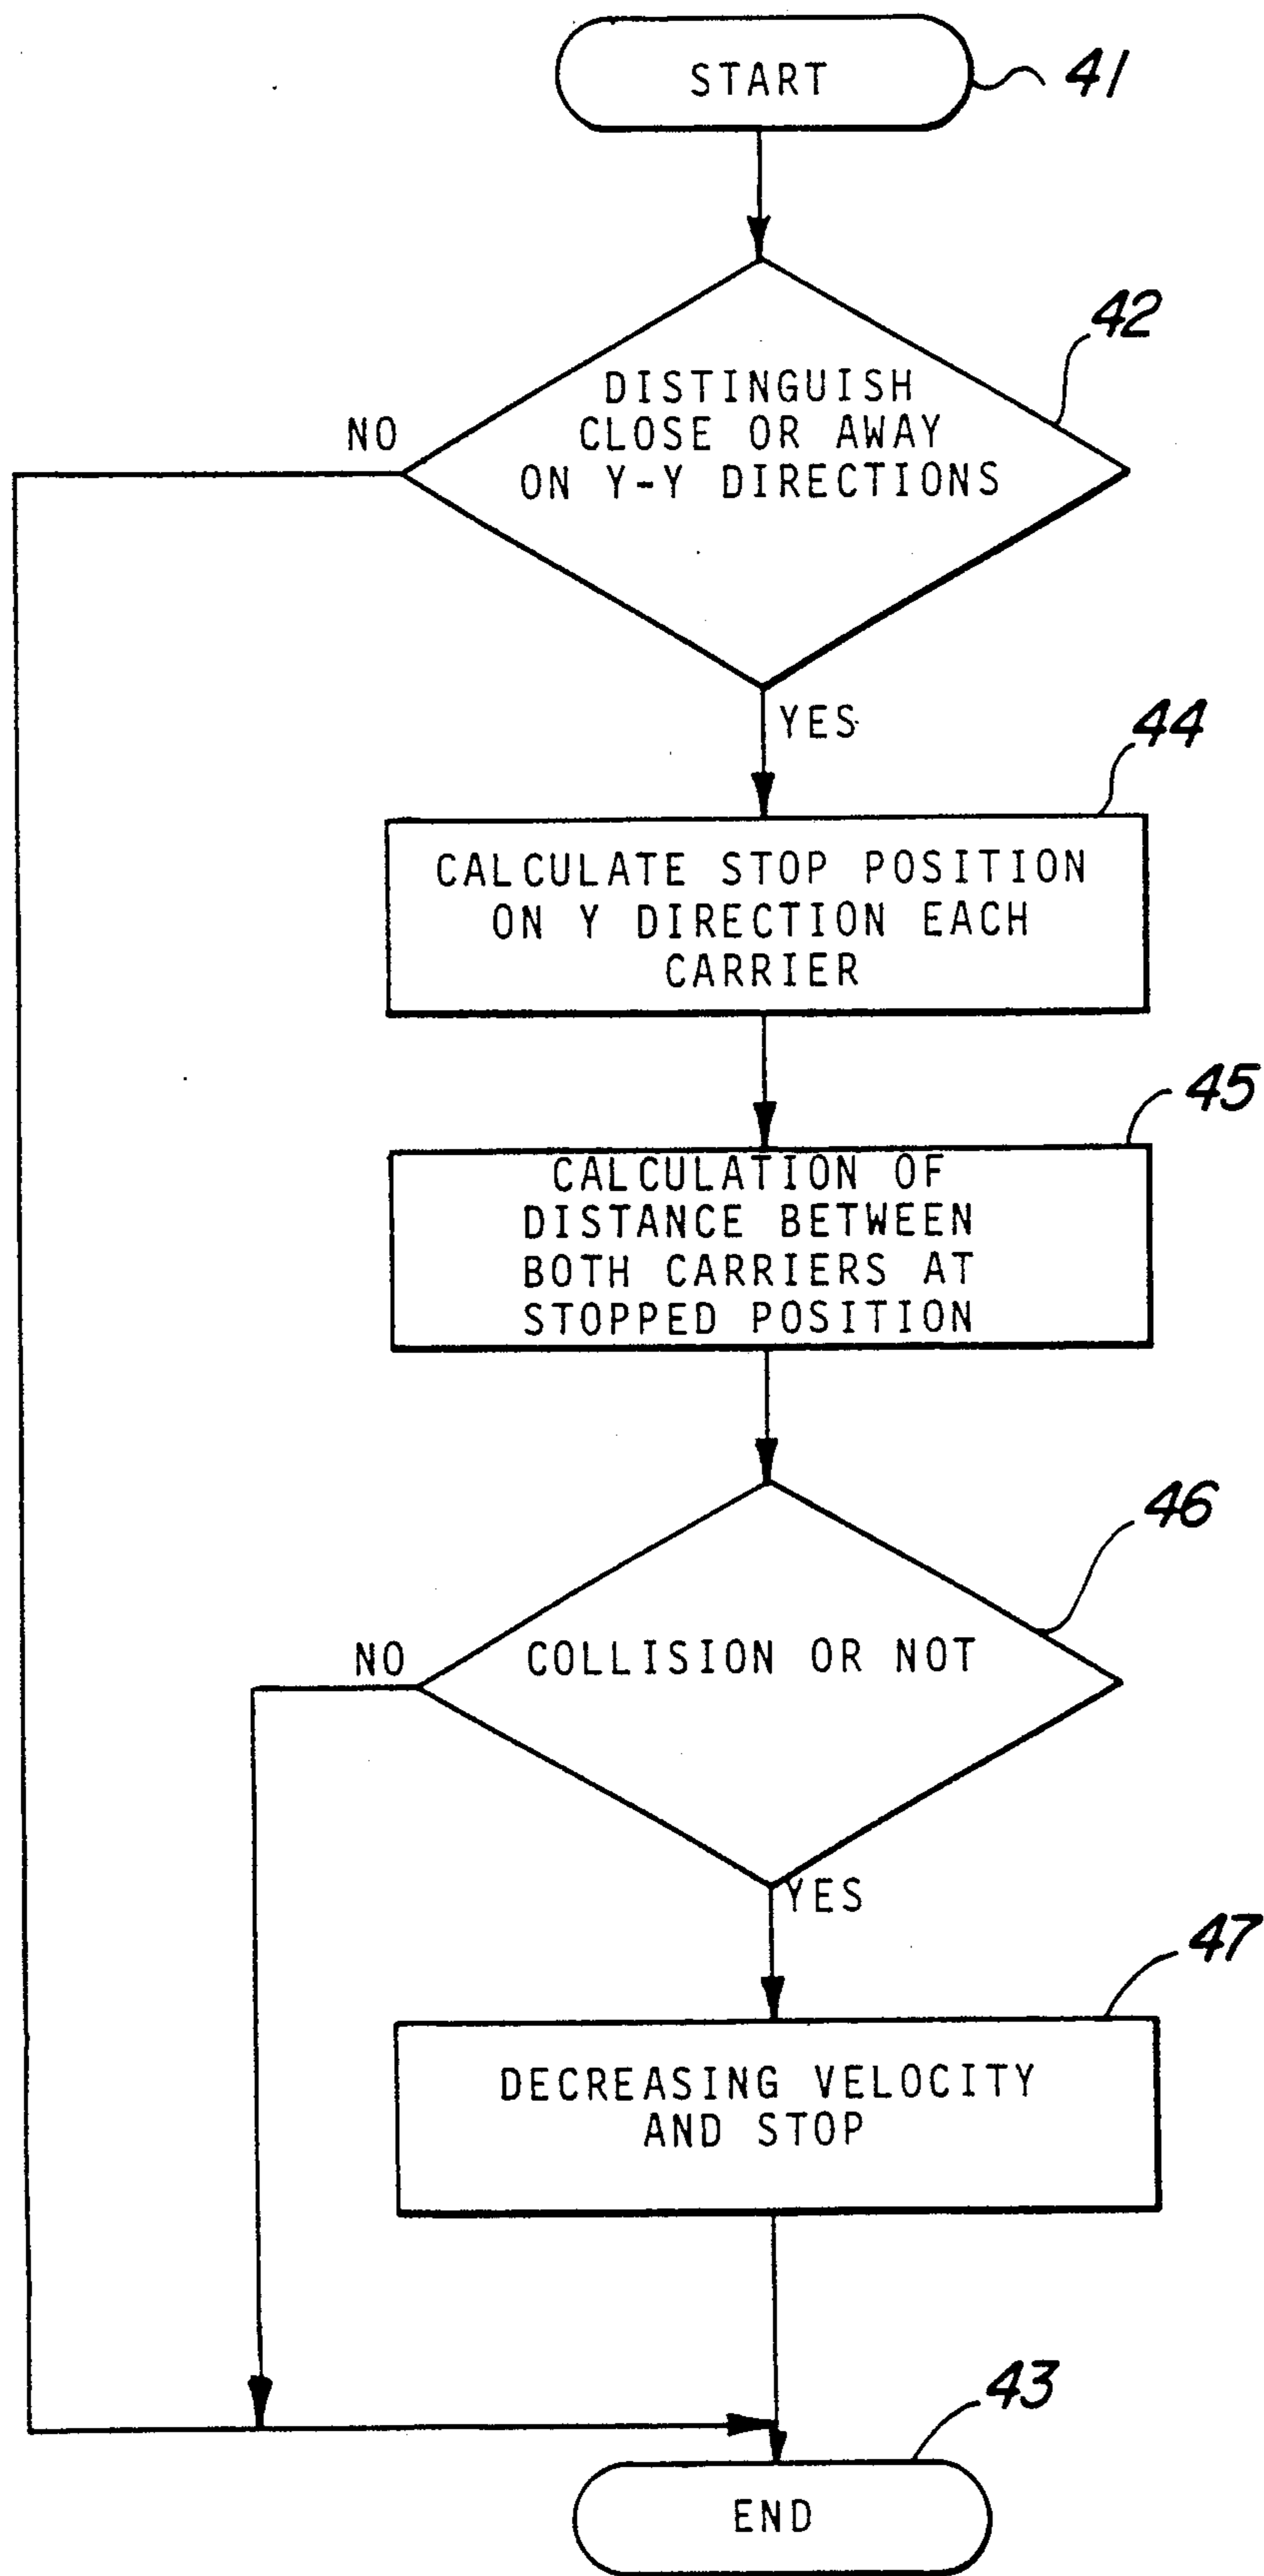 START
41
42
DISTINGUISH
CLOSE OR AWAY
ON Y-Y DIRECTIONS
NO
YES
44
CALCULATE STOP POSITION
ON Y DIRECTION EACH
CARRIER
45
CALCULATION OF
DISTANCE BETWEEN
BOTH CARRIERS AT
STOPPED POSITION
46
NO
COLLISION OR NOT
YES
47
DECREASING VELOCITY
AND STOP
43
END